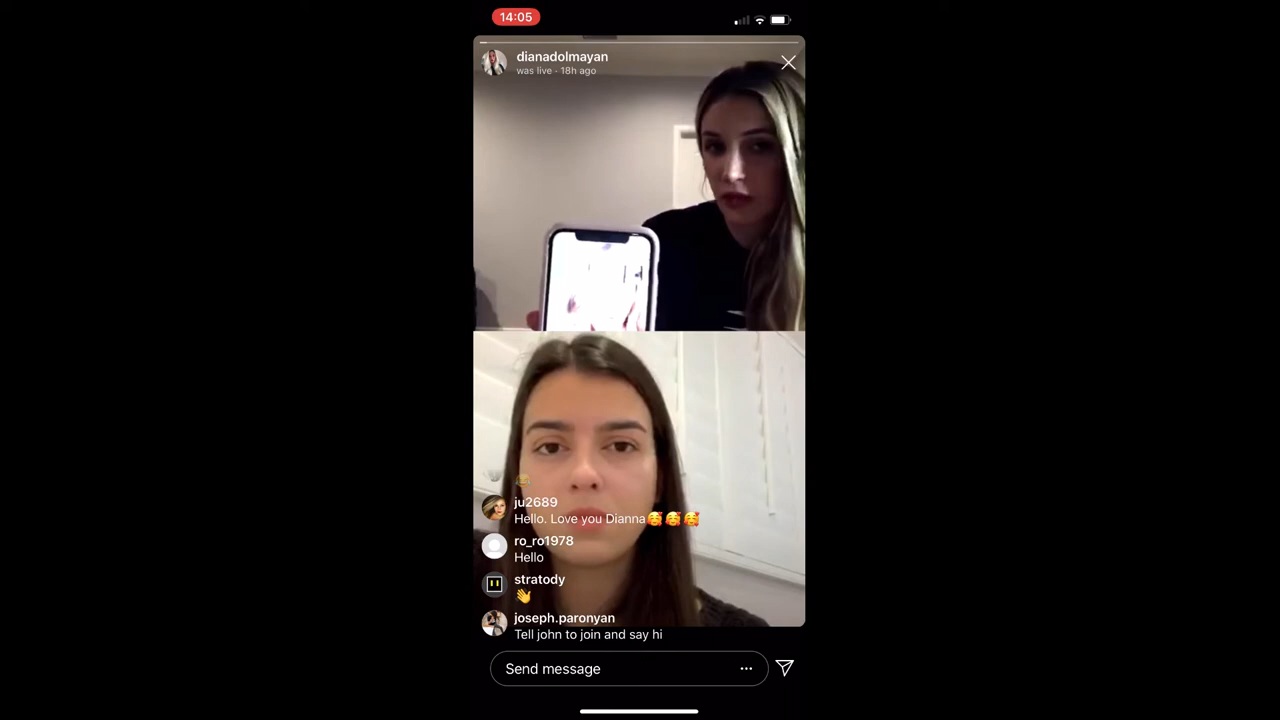 14:05
dianadolmayan
was live · 18h ago
ju2689
Hello. Love you Dianna🥰🥰🥰
ro_ro1978
Hello
stratody
👋
joseph.paronyan
Tell john to join and say hi
Send message